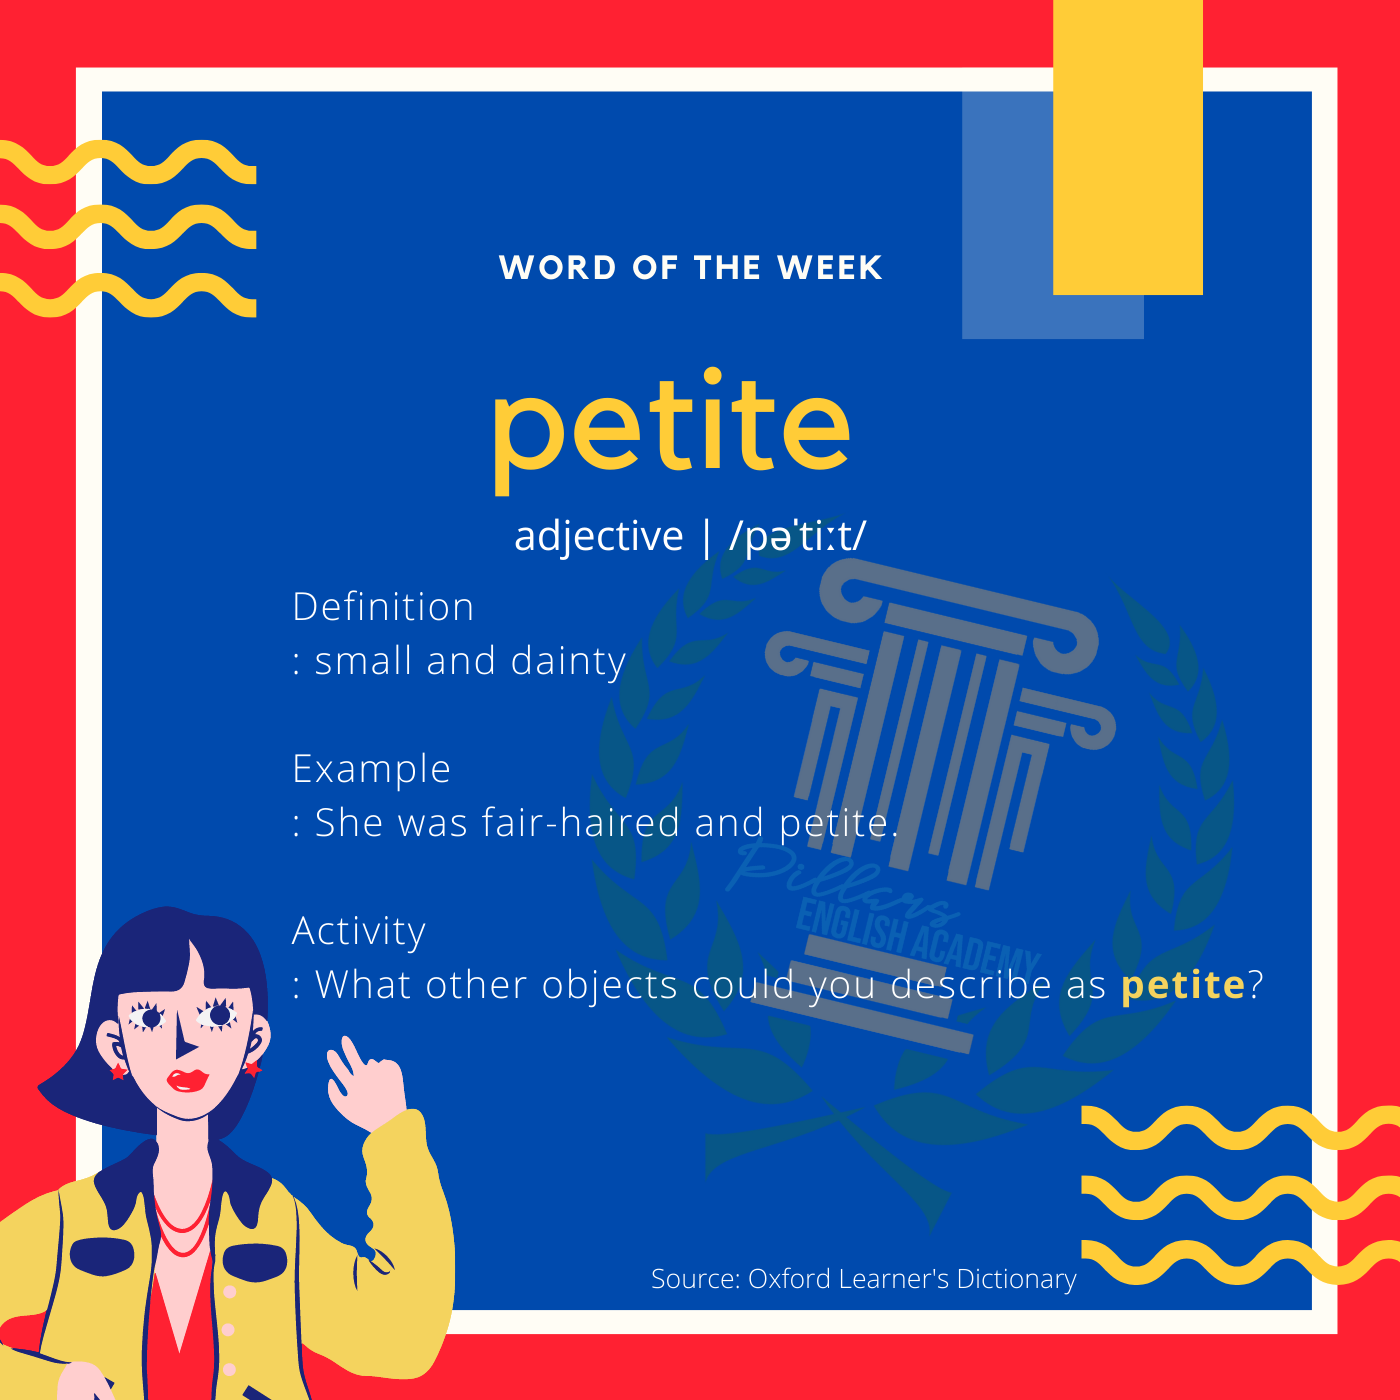 WORD OF THE WEEK
petite
adjective | /pəˈtiːt/
Definition
: small and dainty
Example
: She was fair-haired and petite.
Pillars
ENGLISH ACADEMY
Activity
: What other objects could you describe as petite?
Source: Oxford Learner's Dictionary